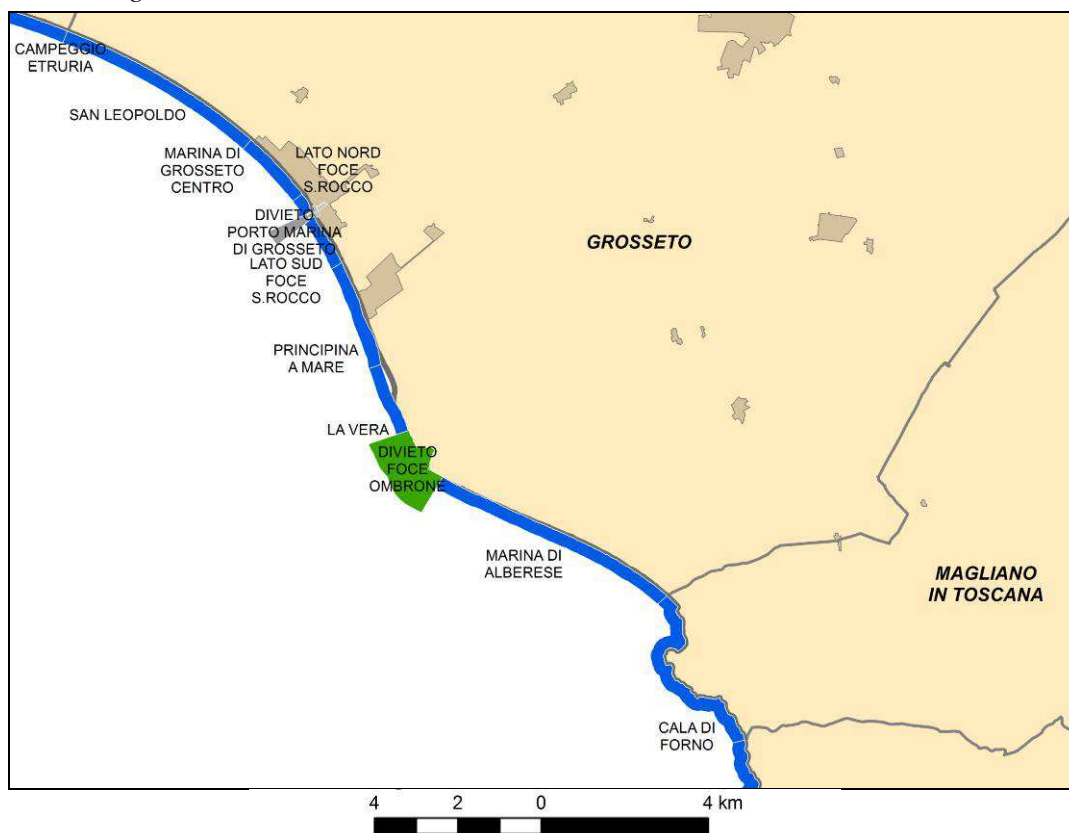 CAMPEGGIO
ETRURIA
SAN LEOPOLDO
MARINA DI
GROSSETO
CENTRO
LATO NORD
FOCE
S.ROCCO
DIVIETO
PORTO MARINA
DI GROSSETO
LATO SUD
FOCE
S.ROCCO
GROSSETO
PRINCIPINA
A MARE
LA VERA
DIVIETO
FOCE
OMBRONE
MARINA DI
ALBERESE
MAGLIANO
IN TOSCANA
CALA DI
FORNO
4 2 0 4 km